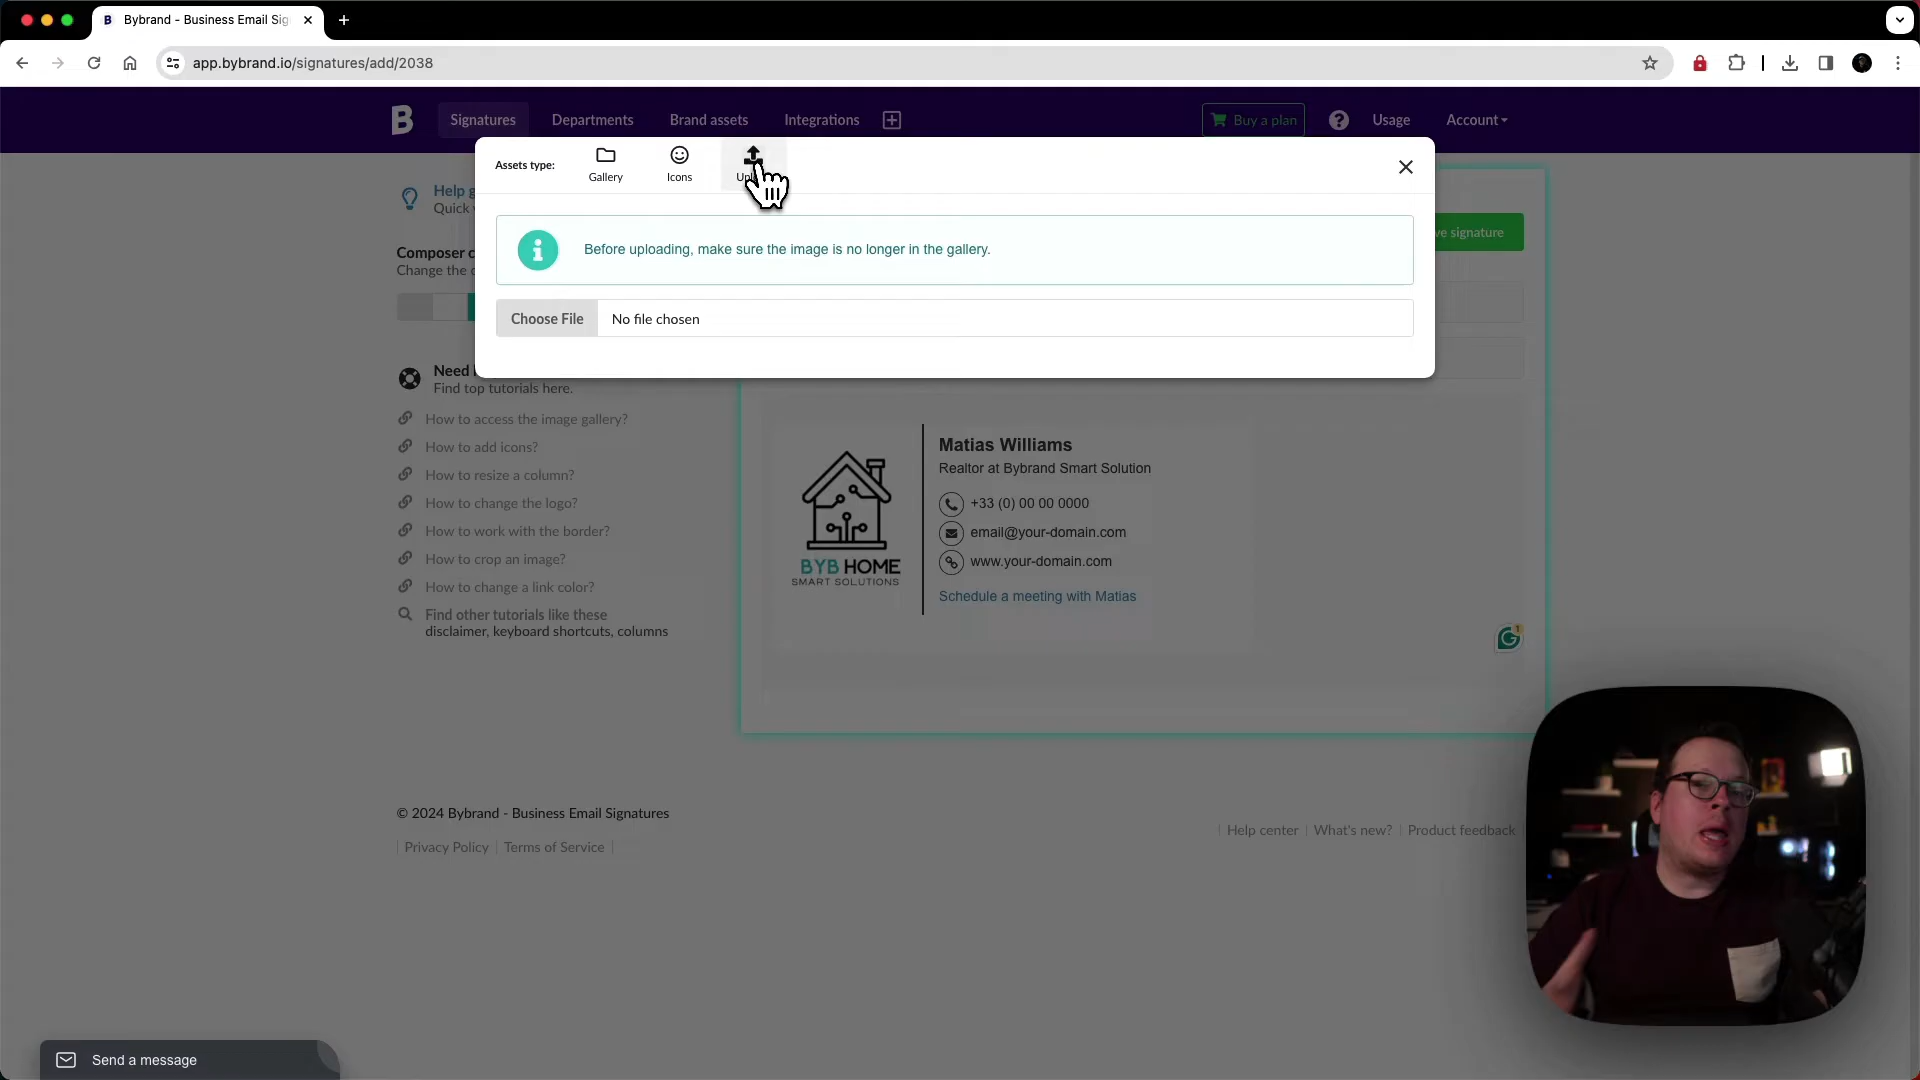 Bybrand - Business Email Sig
app.bybrand.io/signatures/add/2038
B
Signatures
Departments
Brand assets
Integrations
Buy a plan
Usage
Account
Assets type:
Gallery
Icons
Before uploading, make sure the image is no longer in the gallery.
Choose File
No file chosen
Help
Quick
signature
Composer
Change the
Need
Find top tutorials here.
How to access the image gallery?
How to add icons?
How to resize a column?
How to change the logo?
How to work with the border?
How to crop an image?
How to change a link color?
Find other tutorials like these
disclaimer, keyboard shortcuts, columns
BYB HOME
SMART SOLUTIONS
Matias Williams
Realtor at Bybrand Smart Solution
+33 (0) 00 00 0000
email@your-domain.com
www.your-domain.com
Schedule a meeting with Matias
© 2024 Bybrand - Business Email Signatures
Privacy Policy
Terms of Service
Help center
What's new?
Product feedback
Send a message